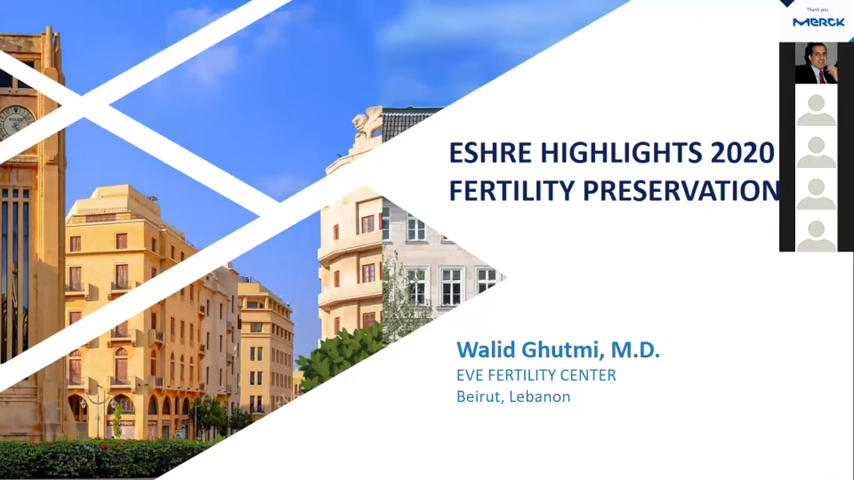 Thank you
MERCK
ESHRE HIGHLIGHTS 2020
FERTILITY PRESERVATION
Walid Ghutmi, M.D.
EVE FERTILITY CENTER
Beirut, Lebanon